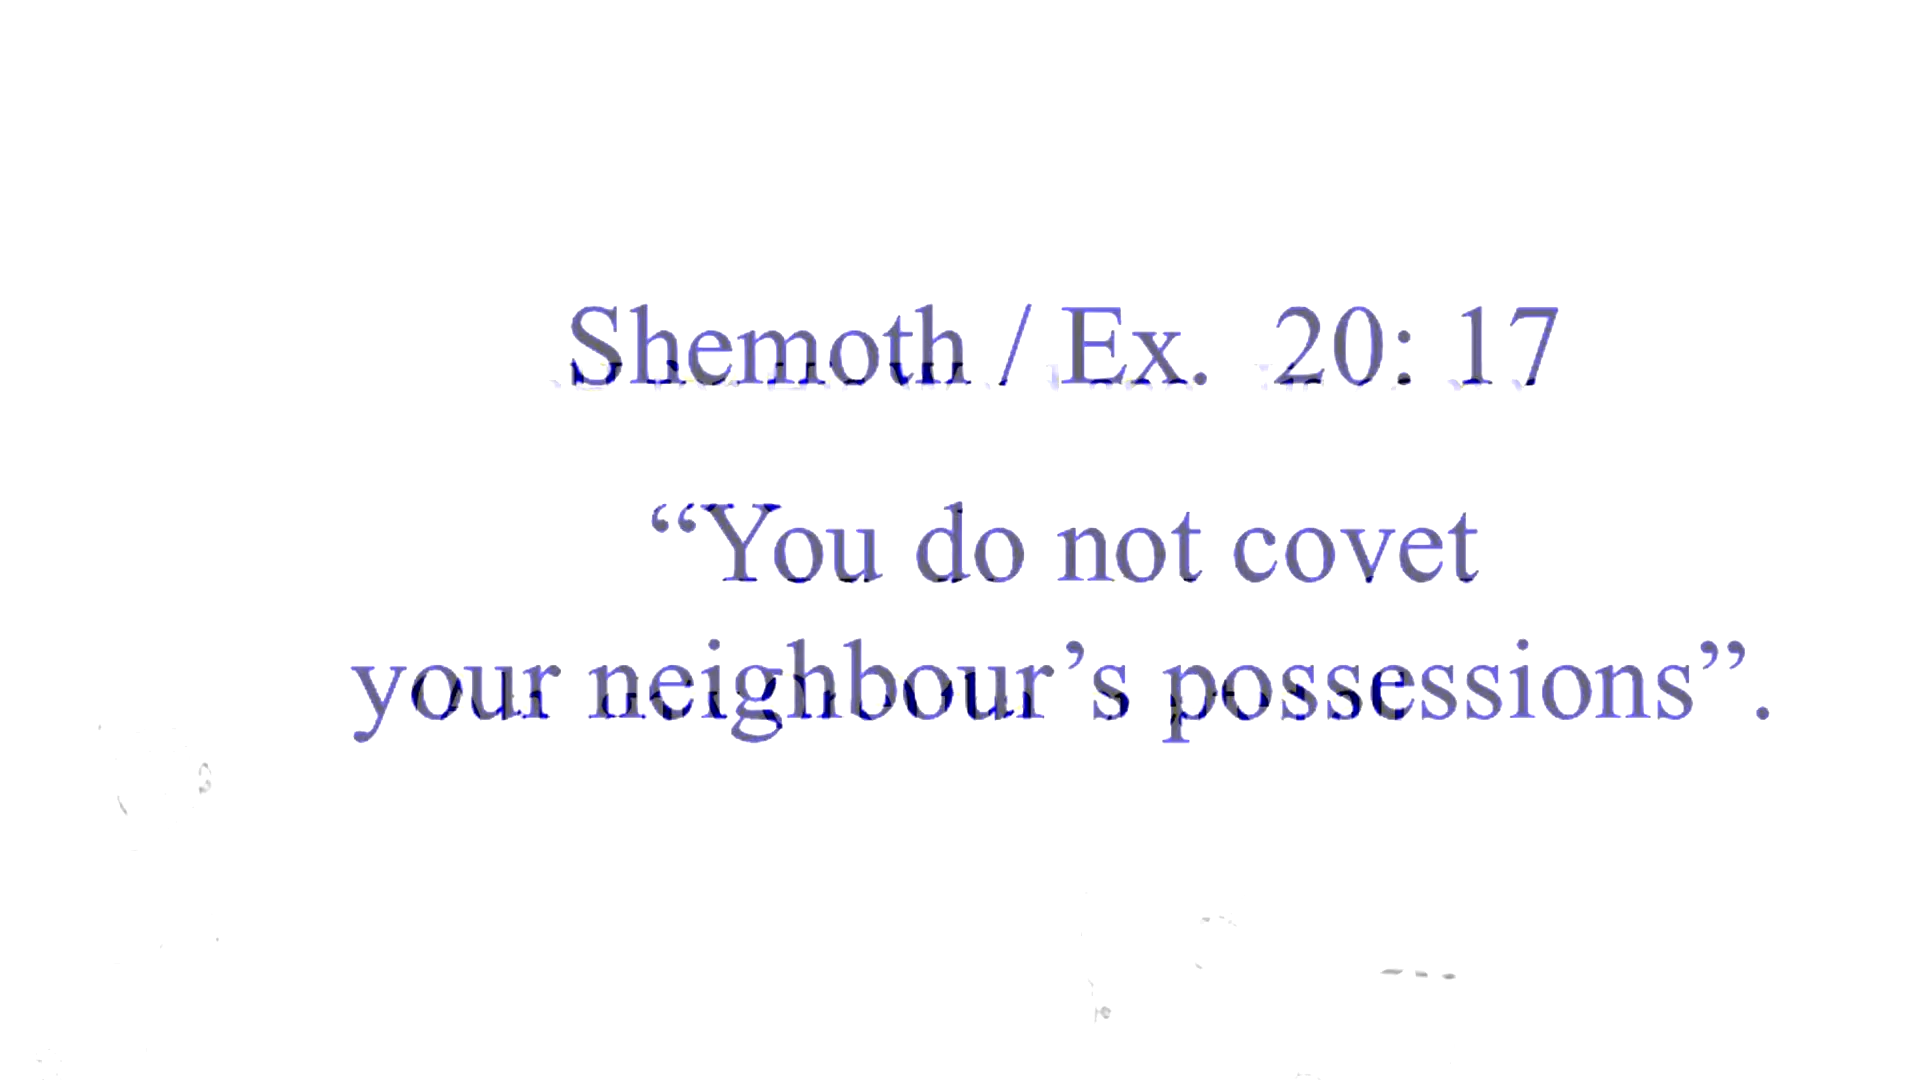 Shemoth / Ex.  20: 17
“You do not covet
your neighbour’s possessions”.